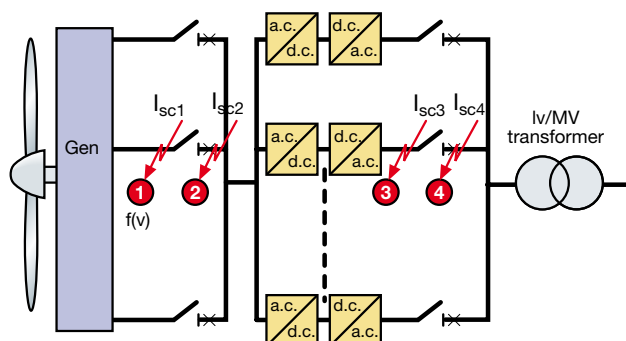 a.c.
d.c.
d.c.
a.c.
Isc1
Isc2
Isc3
Isc4
lv/MV
transformer
Gen
a.c.
d.c.
d.c.
a.c.
1
2
3
4
f(v)
a.c.
d.c.
d.c.
a.c.